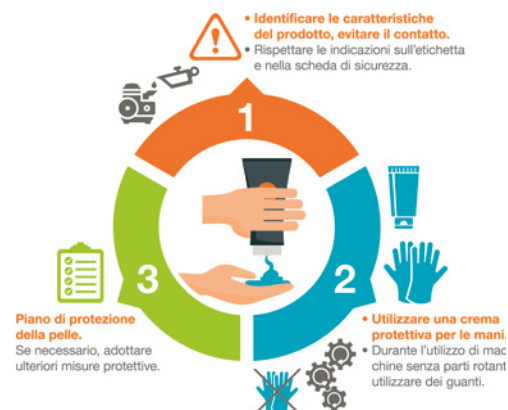 • Identificare le caratteristiche
del prodotto, evitare il contatto.
• Rispettare le indicazioni sull'etichetta
e nella scheda di sicurezza.
1
2
3
Piano di protezione
della pelle.
Se necessario, adottare
ulteriori misure protettive.
• Utilizzare una crema
protettiva per le mani.
• Durante l'utilizzo di mac
chine senza parti rotant
utilizzare dei guanti.